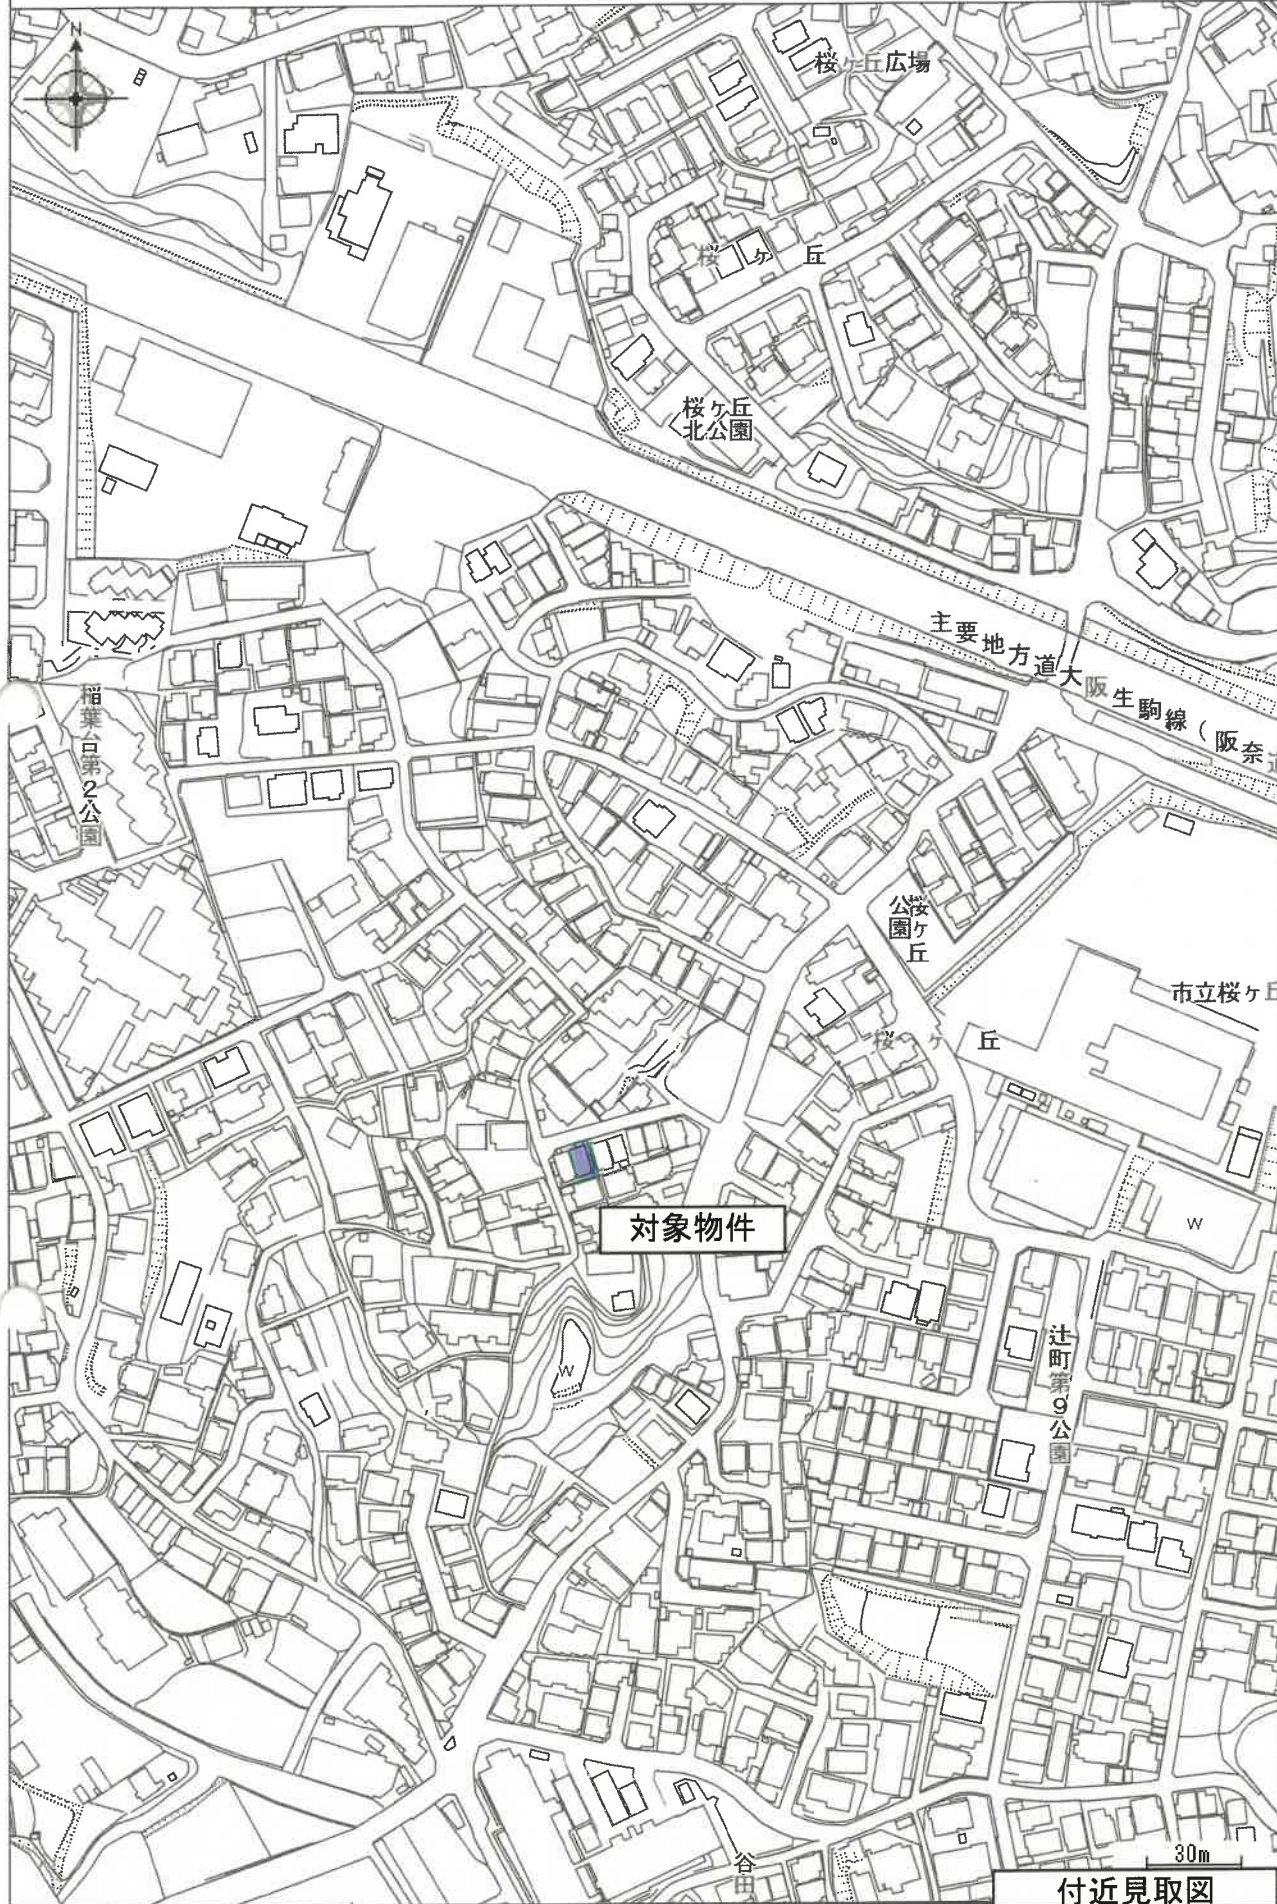 N
桜ヶ丘広場
桜ヶ丘
桜ヶ丘
北公園
主要地方道大阪生駒線（阪奈道
稲葉台第2公園
桜ヶ丘
公園
市立桜ヶ丘
桜ヶ丘
対象物件
W
W
辻町第9公園
谷田
30m
付近見取図